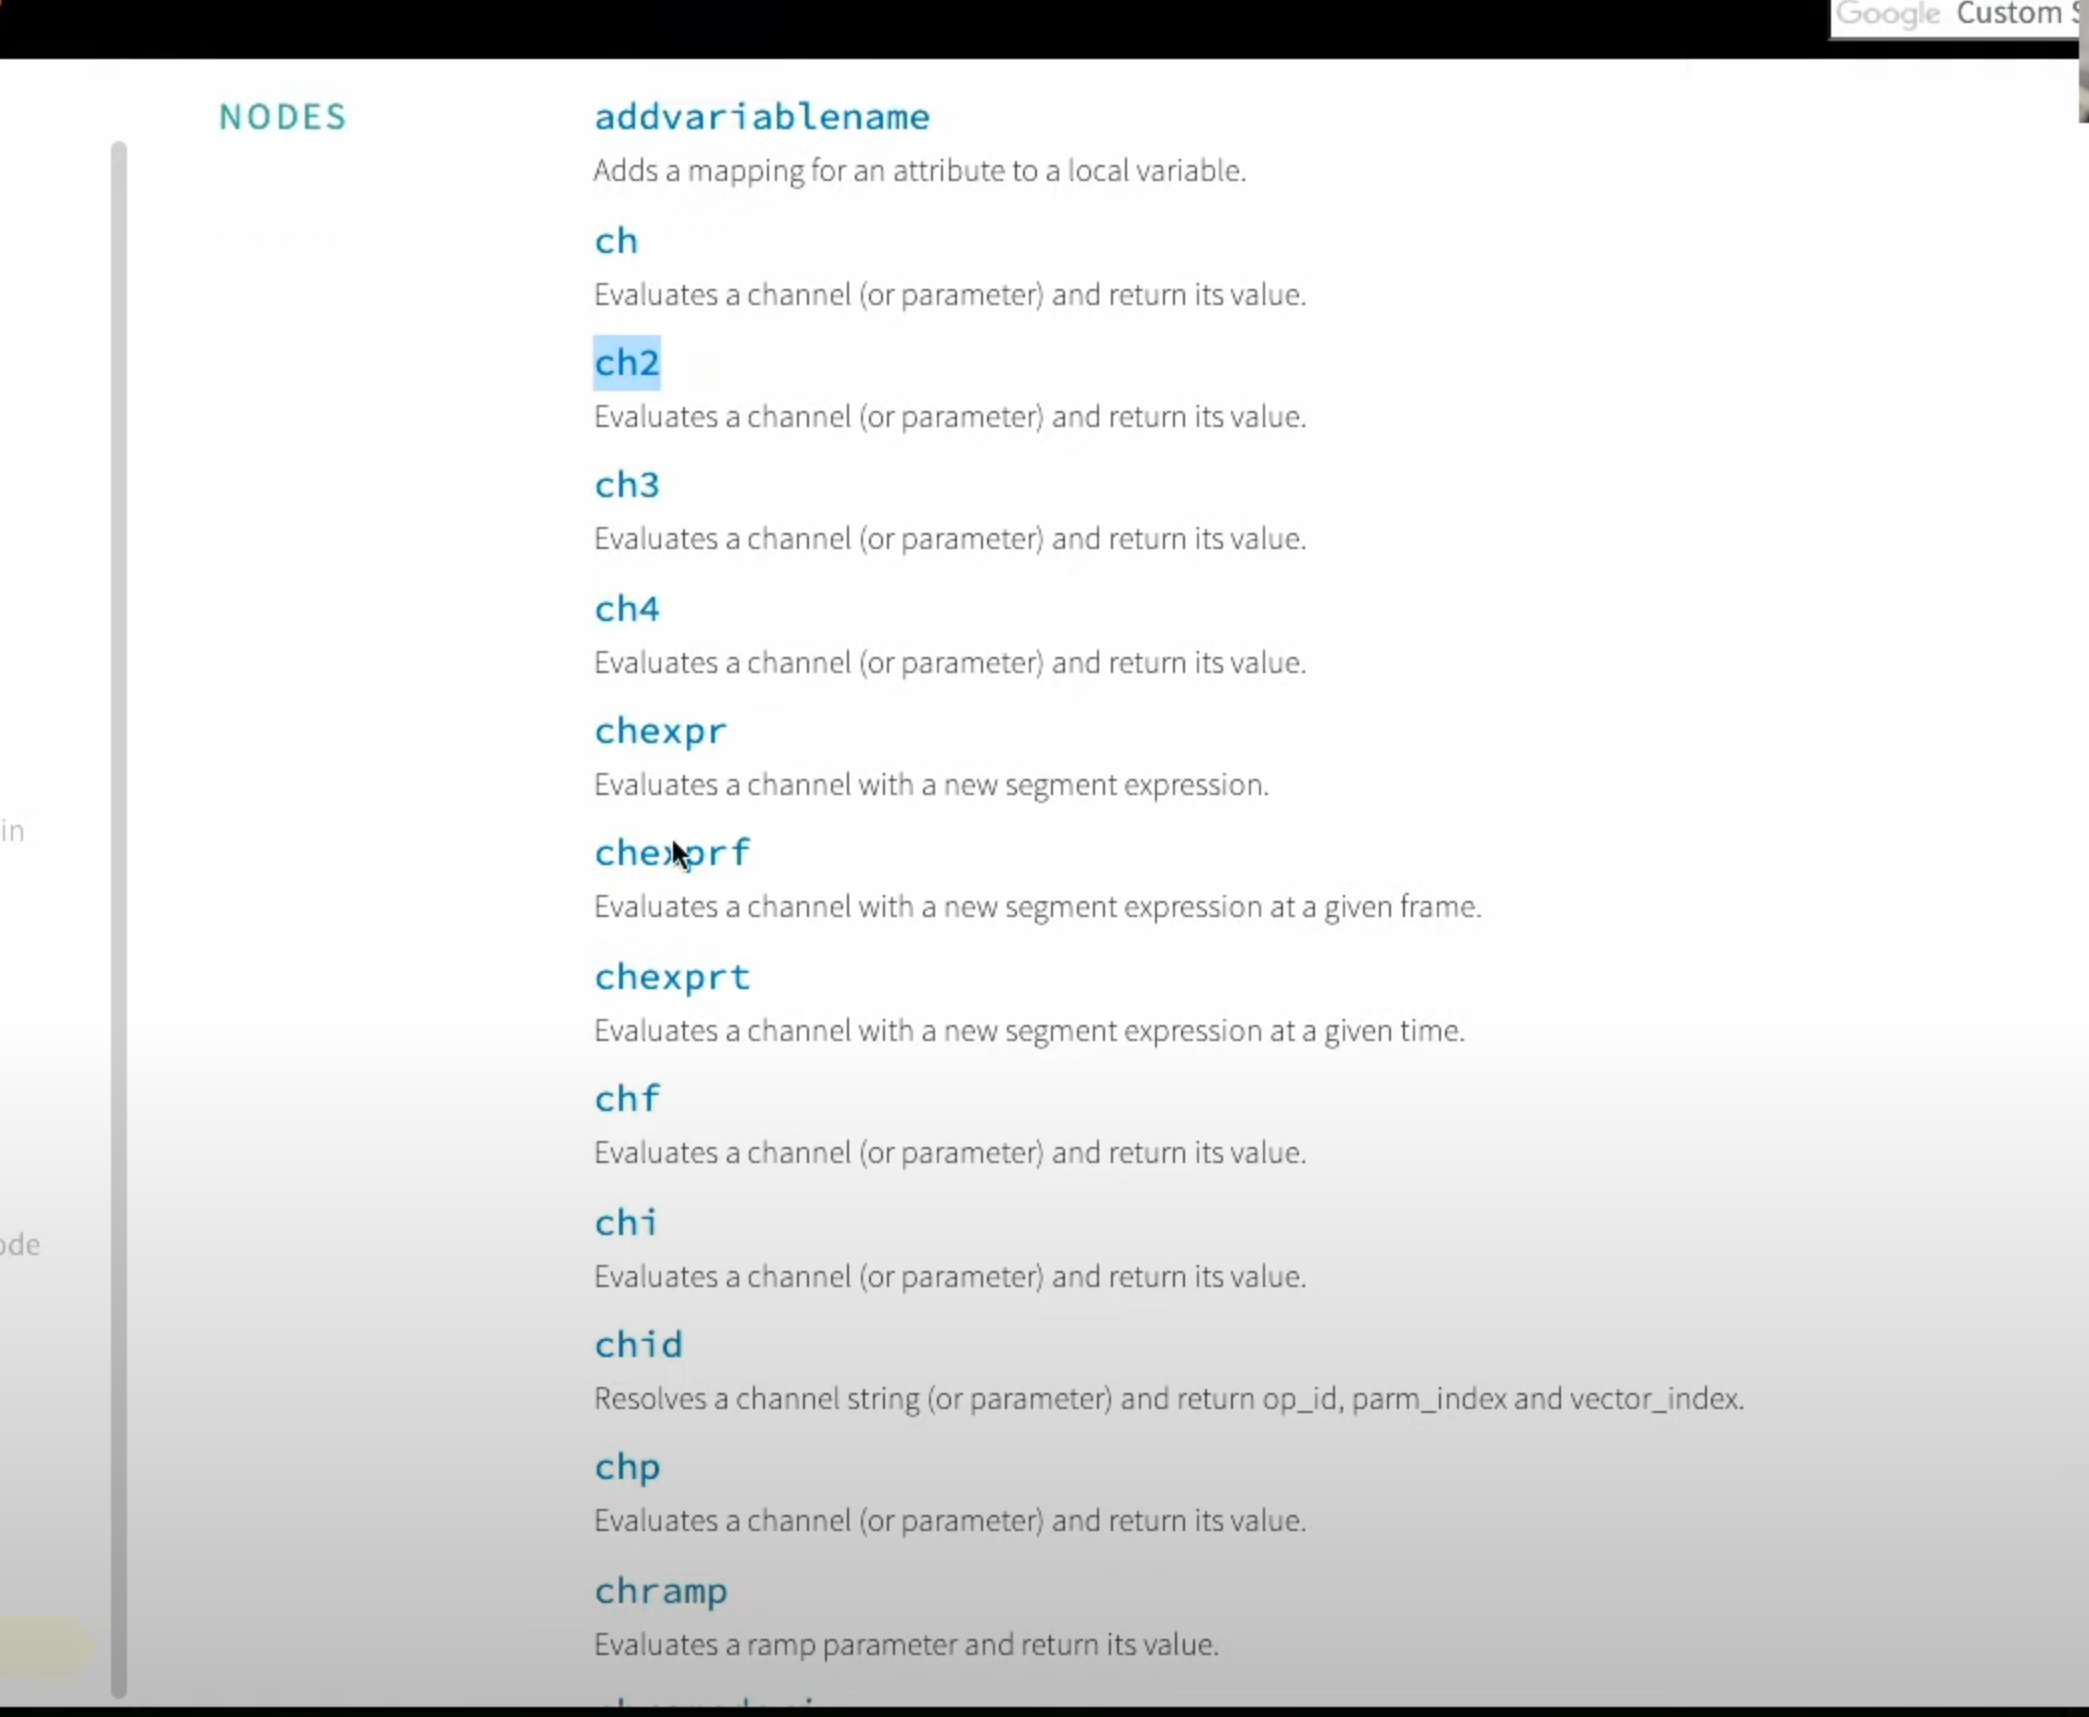 Google Custom
NODES
addvariablename
Adds a mapping for an attribute to a local variable.
ch
Evaluates a channel (or parameter) and return its value.
ch2
Evaluates a channel (or parameter) and return its value.
ch3
Evaluates a channel (or parameter) and return its value.
ch4
Evaluates a channel (or parameter) and return its value.
chexpr
Evaluates a channel with a new segment expression.
in
chexprf
Evaluates a channel with a new segment expression at a given frame.
chexprt
Evaluates a channel with a new segment expression at a given time.
chf
Evaluates a channel (or parameter) and return its value.
chi
ode
Evaluates a channel (or parameter) and return its value.
chid
Resolves a channel string (or parameter) and return op_id, parm_index and vector_index.
chp
Evaluates a channel (or parameter) and return its value.
chramp
Evaluates a ramp parameter and return its value.